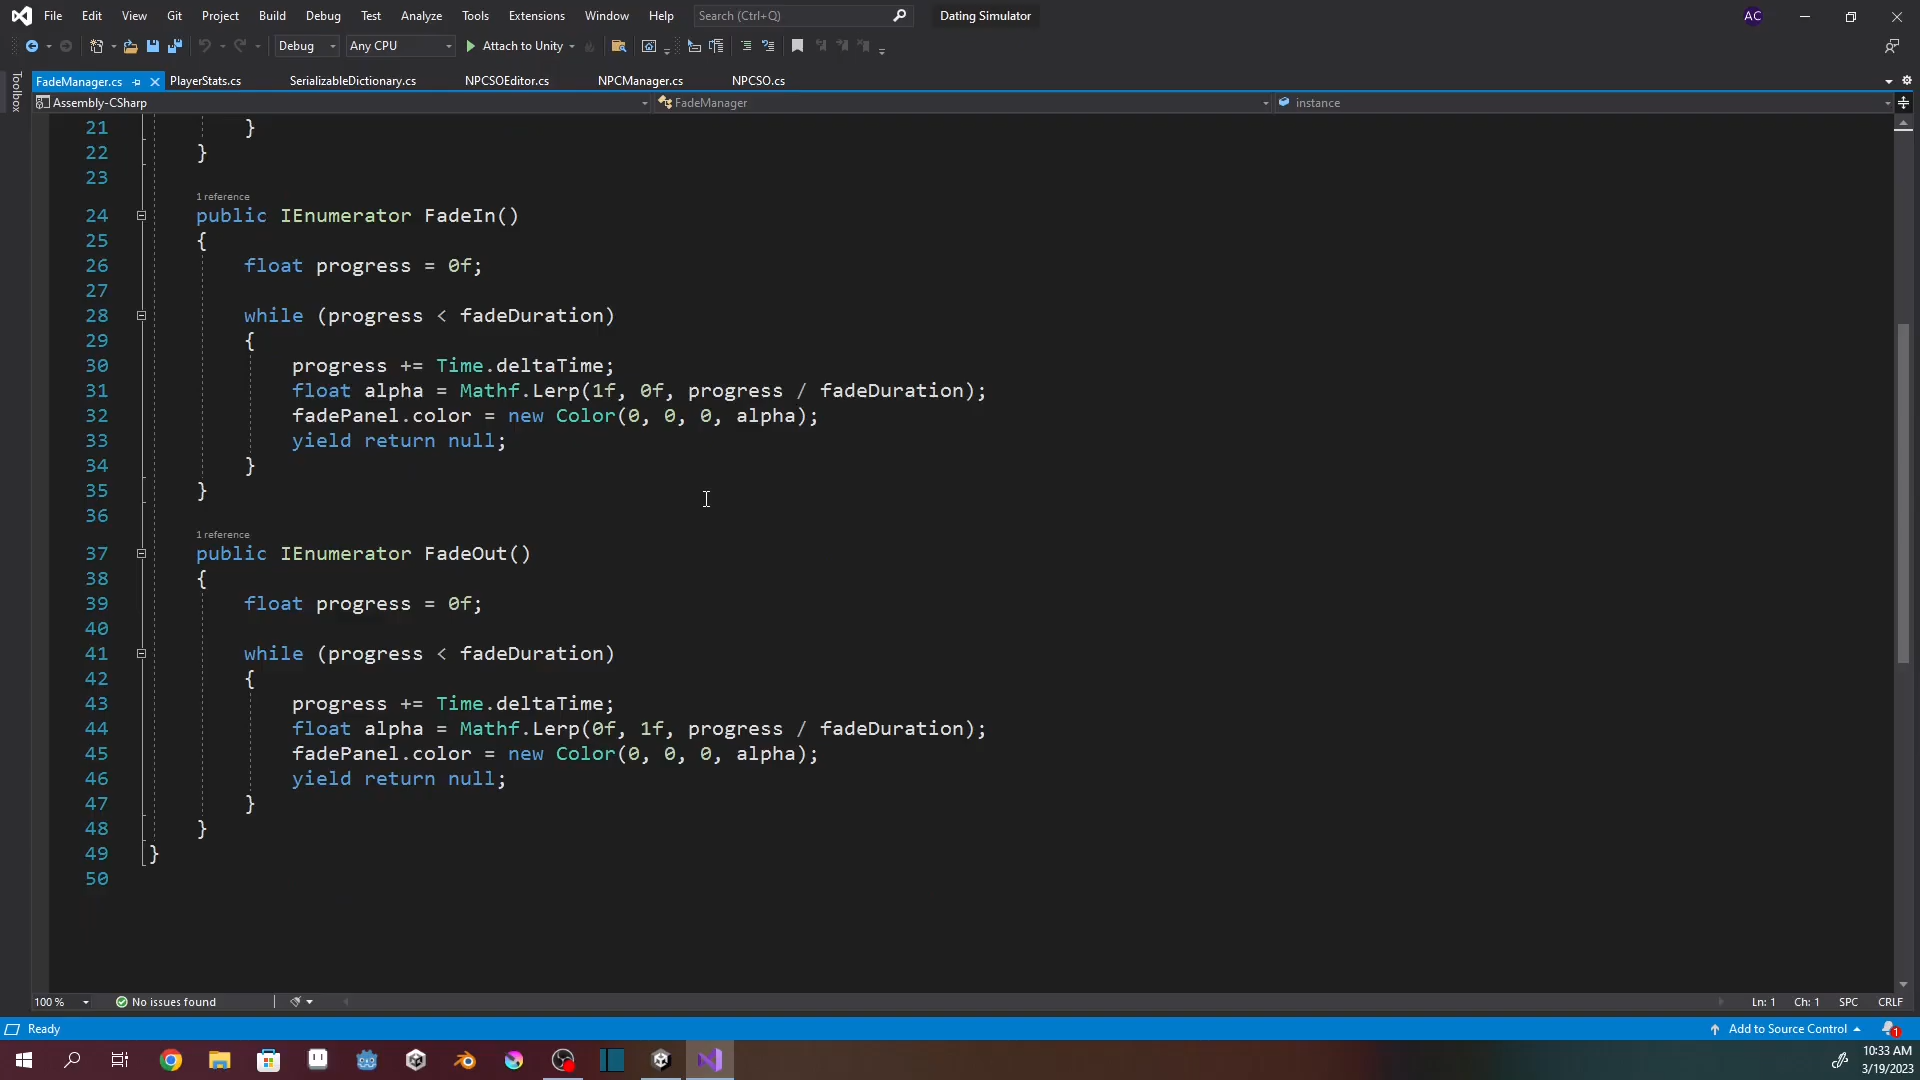 File Edit View Git Project Build Debug Test Analyze Tools Extensions Window Help Search (Ctrl+Q) Dating Simulator AC
Debug Any CPU Attach to Unity
Toolbox
FadeManager.cs PlayerStats.cs SerializableDictionary.cs NPCSOEditor.cs NPCManager.cs NPCSO.cs
Assembly-CSharp FadeManager instance
21 }
22 }
23
1 reference
24 public IEnumerator FadeIn()
25 {
26 float progress = 0f;
27
28 while (progress < fadeDuration)
29 {
30 progress += Time.deltaTime;
31 float alpha = Mathf.Lerp(1f, 0f, progress / fadeDuration);
32 fadePanel.color = new Color(0, 0, 0, alpha);
33 yield return null;
34 }
35 }
36
1 reference
37 public IEnumerator FadeOut()
38 {
39 float progress = 0f;
40
41 while (progress < fadeDuration)
42 {
43 progress += Time.deltaTime;
44 float alpha = Mathf.Lerp(0f, 1f, progress / fadeDuration);
45 fadePanel.color = new Color(0, 0, 0, alpha);
46 yield return null;
47 }
48 }
49 }
50
100 % No issues found Ln: 1 Ch: 1 SPC CRLF
Ready Add to Source Control 1
10:33 AM
3/19/2023